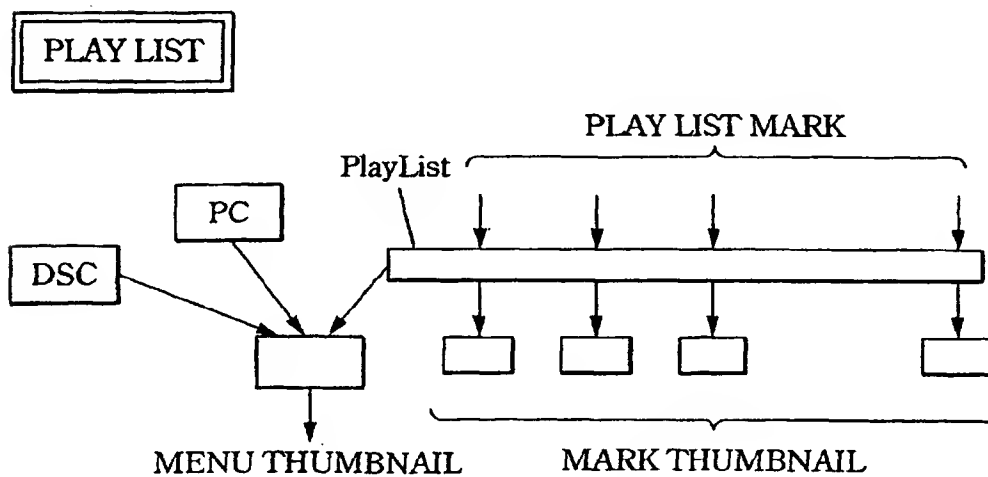 PLAY LIST
PLAY LIST MARK
PlayList
PC
DSC
MENU THUMBNAIL
MARK THUMBNAIL